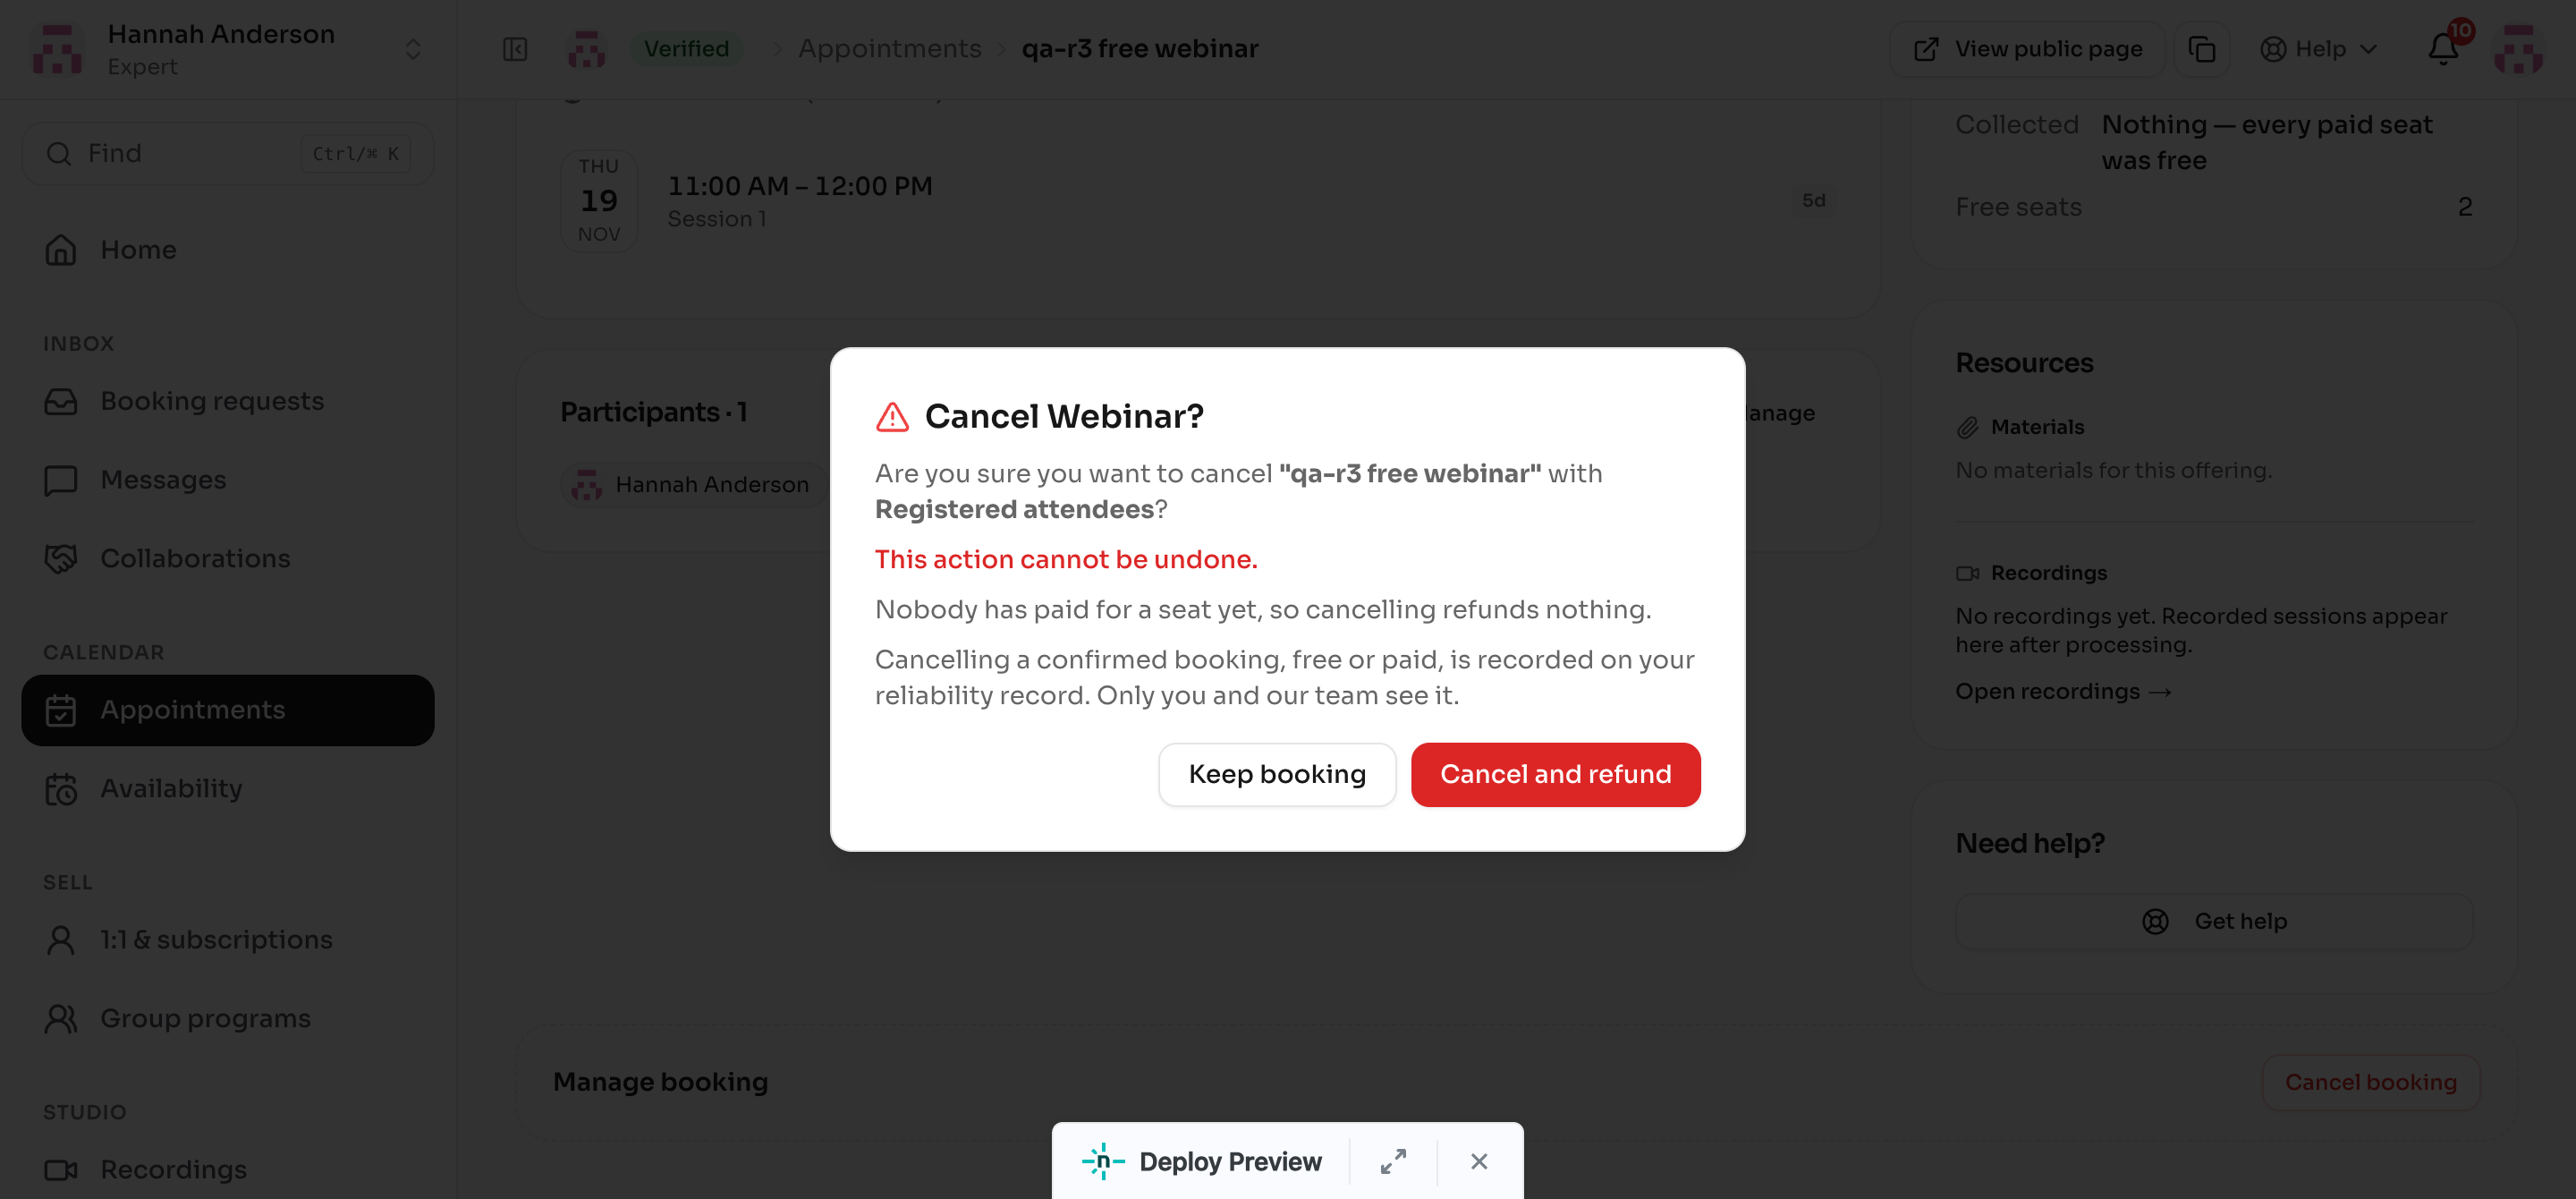 Hannah Anderson
Expert
Verified
Appointments
qa-r3 free webinar
View public page
Help
10
Find
Ctrl/⌘ K
Home
INBOX
Booking requests
Messages
Collaborations
CALENDAR
Appointments
Availability
SELL
1:1 & subscriptions
Group programs
STUDIO
Recordings
THU
19
NOV
11:00 AM – 12:00 PM
Session 1
5d
Participants · 1
Hannah Anderson
anage
Collected
Nothing — every paid seat
was free
Free seats
2
Resources
Materials
No materials for this offering.
Recordings
No recordings yet. Recorded sessions appear
here after processing.
Open recordings →
Need help?
Get help
Manage booking
Cancel booking
Cancel Webinar?
Are you sure you want to cancel "qa-r3 free webinar" with
Registered attendees?
This action cannot be undone.
Nobody has paid for a seat yet, so cancelling refunds nothing.
Cancelling a confirmed booking, free or paid, is recorded on your
reliability record. Only you and our team see it.
Keep booking
Cancel and refund
Deploy Preview